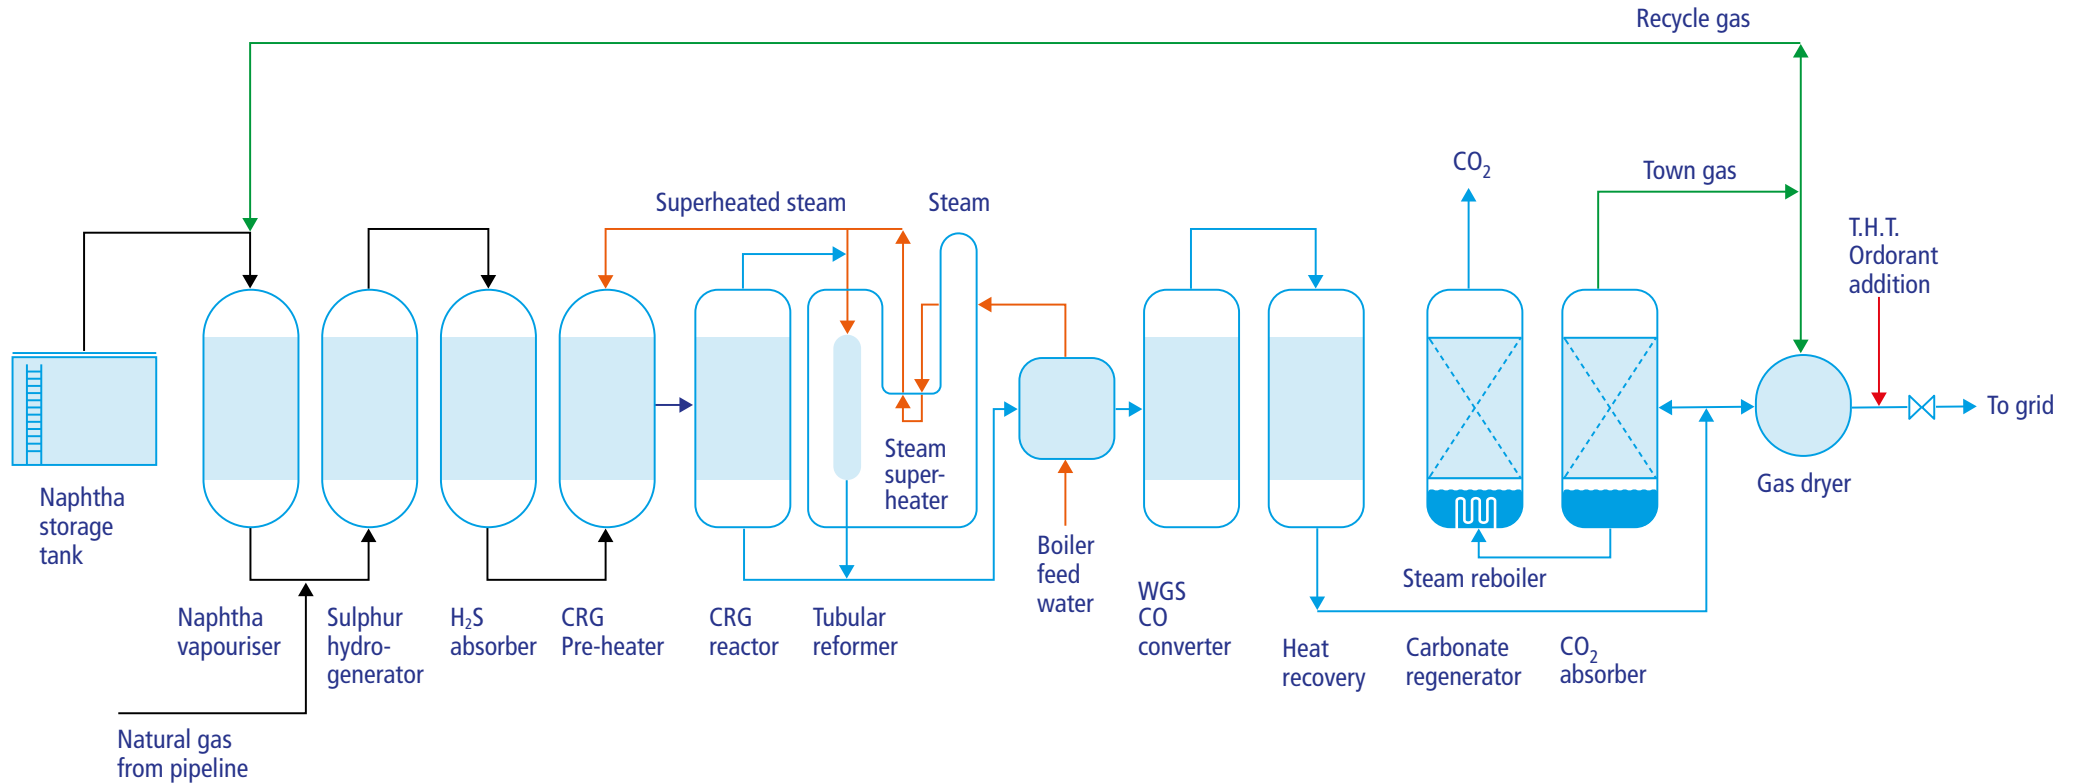 Recycle gas
CO₂
Town gas
Superheated steam
Steam
T.H.T.
Ordorant
addition
To grid
Steam
super-
heater
Gas dryer
Naphtha
storage
tank
Boiler
feed
water
Steam reboiler
Naphtha
vapouriser
Sulphur
hydro-
generator
H₂S
absorber
CRG
Pre-heater
CRG
reactor
Tubular
reformer
WGS
CO
converter
Heat
recovery
Carbonate
regenerator
CO₂
absorber
Natural gas
from pipeline